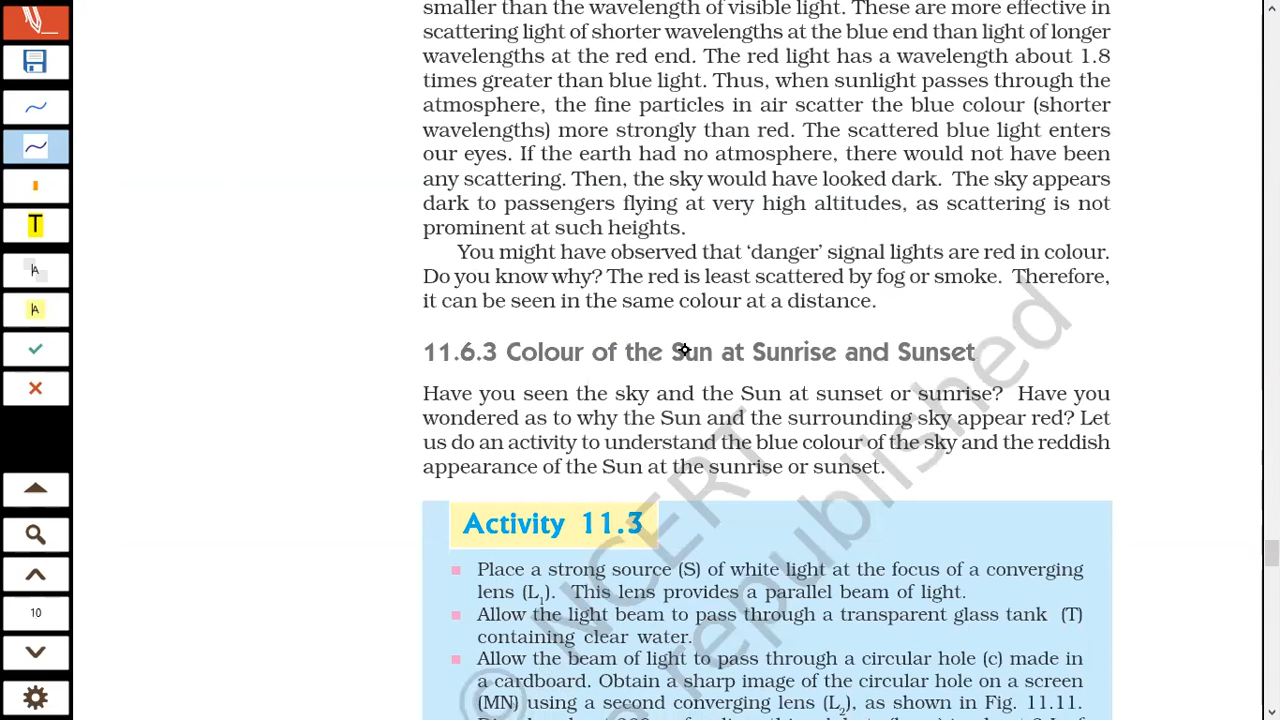 smaller than the wavelength of visible light. These are more effective in
scattering light of shorter wavelengths at the blue end than light of longer
wavelengths at the red end. The red light has a wavelength about 1.8
times greater than blue light. Thus, when sunlight passes through the
atmosphere, the fine particles in air scatter the blue colour (shorter
wavelengths) more strongly than red. The scattered blue light enters
our eyes. If the earth had no atmosphere, there would not have been
any scattering. Then, the sky would have looked dark. The sky appears
dark to passengers flying at very high altitudes, as scattering is not
prominent at such heights.
You might have observed that ‘danger’ signal lights are red in colour.
Do you know why? The red is least scattered by fog or smoke. Therefore,
it can be seen in the same colour at a distance.
11.6.3 Colour of the Sun at Sunrise and Sunset
Have you seen the sky and the Sun at sunset or sunrise? Have you
wondered as to why the Sun and the surrounding sky appear red? Let
us do an activity to understand the blue colour of the sky and the reddish
appearance of the Sun at the sunrise or sunset.
Activity 11.3
Place a strong source (S) of white light at the focus of a converging
lens (L1). This lens provides a parallel beam of light.
Allow the light beam to pass through a transparent glass tank (T)
containing clear water.
Allow the beam of light to pass through a circular hole (c) made in
a cardboard. Obtain a sharp image of the circular hole on a screen
(MN) using a second converging lens (L2), as shown in Fig. 11.11.
© NCERT
republished
T
A
A
10